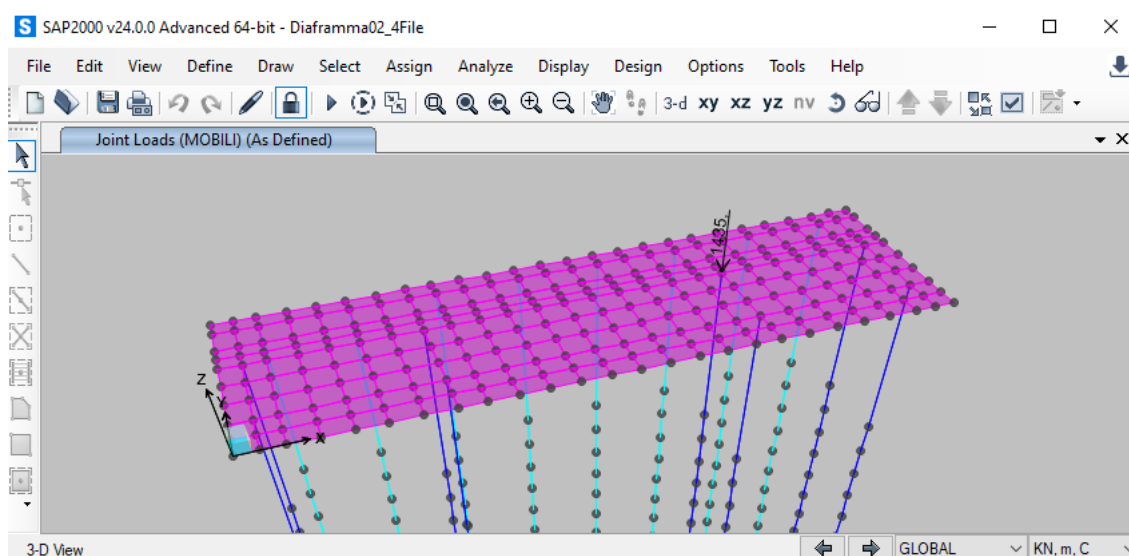 SAP2000 v24.0.0 Advanced 64-bit - Diaframma02_4File
File Edit View Define Draw Select Assign Analyze Display Design Options Tools Help
3-d xy xz yz nv
Joint Loads (MOBILI) (As Defined)
1435.
Z
Y
X
3-D View GLOBAL KN, m, C